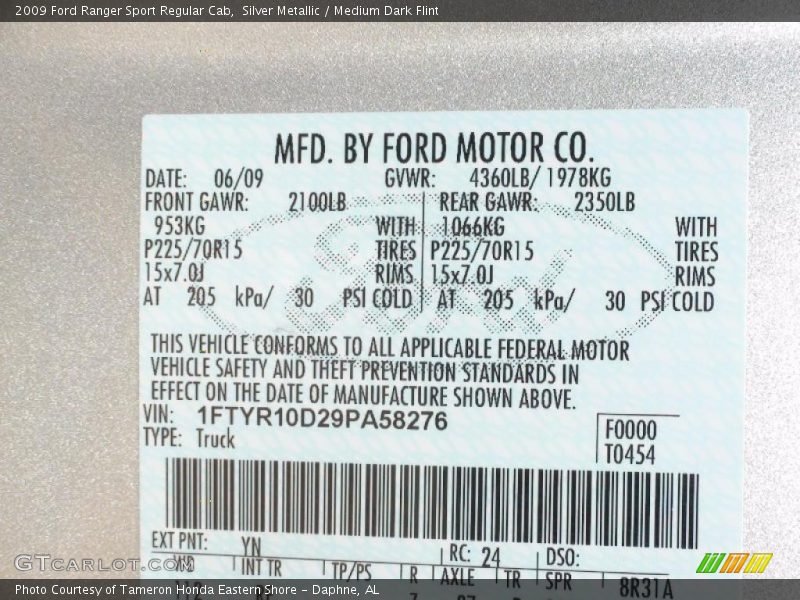 2009 Ford Ranger Sport Regular Cab,  Silver Metallic / Medium Dark Flint
MFD. BY FORD MOTOR CO.
DATE: 06/09 GVWR: 4360LB/ 1978KG
FRONT GAWR: 2100LB REAR GAWR: 2350LB
953KG WITH 1066KG WITH
P225/70R15 TIRES P225/70R15 TIRES
15x7.0J RIMS 15x7.0J RIMS
AT 205 kPa/ 30 PSI COLD AT 205 kPa/ 30 PSI COLD
THIS VEHICLE CONFORMS TO ALL APPLICABLE FEDERAL MOTOR
VEHICLE SAFETY AND THEFT PREVENTION STANDARDS IN
EFFECT ON THE DATE OF MANUFACTURE SHOWN ABOVE.
VIN: 1FTYR10D29PA58276
F0000
TYPE: Truck
T0454
EXT PNT: YN RC: 24 DSO:
WB INT TR TP/PS R AXLE TR SPR 8R31A
GTCarLot.com
Photo Courtesy of Tameron Honda Eastern Shore - Daphne, AL